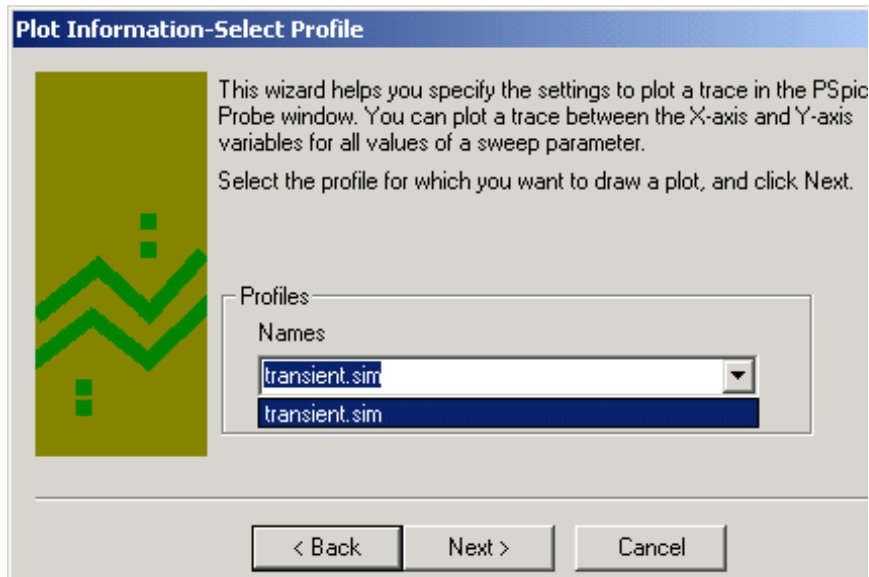 Plot Information-Select Profile
This wizard helps you specify the settings to plot a trace in the PSpic
Probe window. You can plot a trace between the X-axis and Y-axis
variables for all values of a sweep parameter.
Select the profile for which you want to draw a plot, and click Next.
Profiles
Names
transient.sim
transient.sim
< Back Next > Cancel